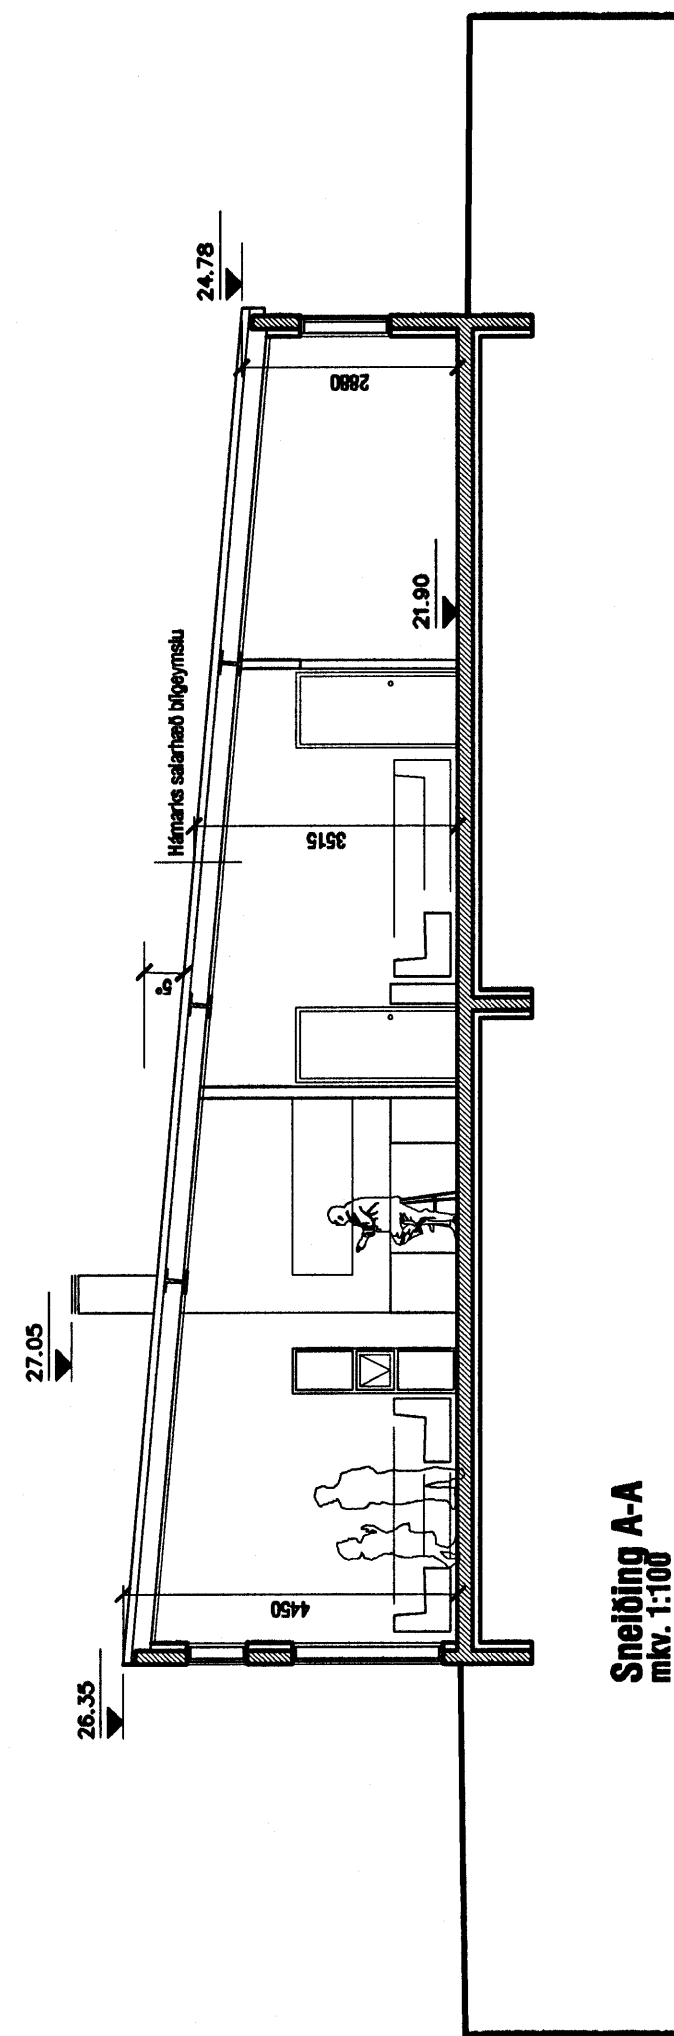 26.35
27.05
5°
Hámarks salarhæð bílgeymslu
24.78
4450
3515
21.90
2880
Sneiðing A-A
mkv. 1:100